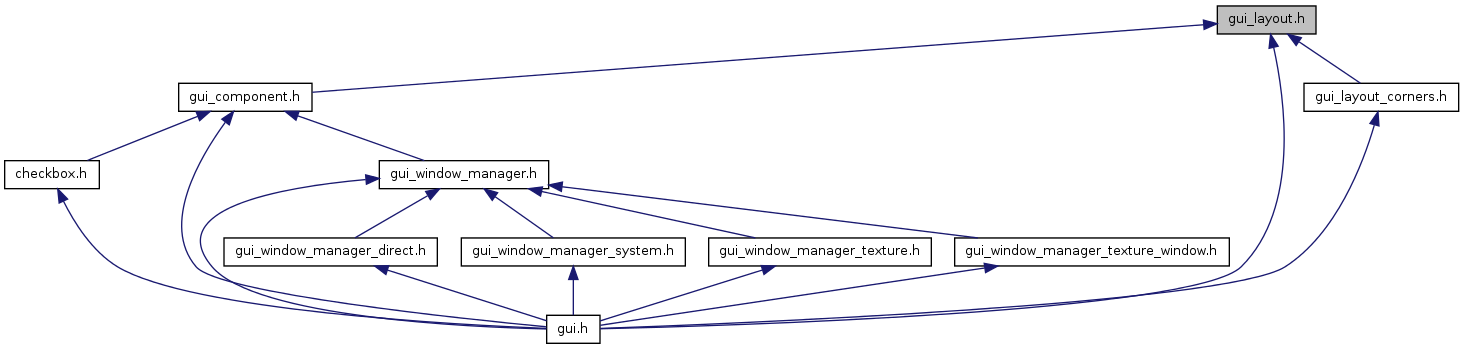 gui_layout.h
gui_component.h
gui_layout_corners.h
checkbox.h
gui_window_manager.h
gui_window_manager_direct.h
gui_window_manager_system.h
gui_window_manager_texture.h
gui_window_manager_texture_window.h
gui.h